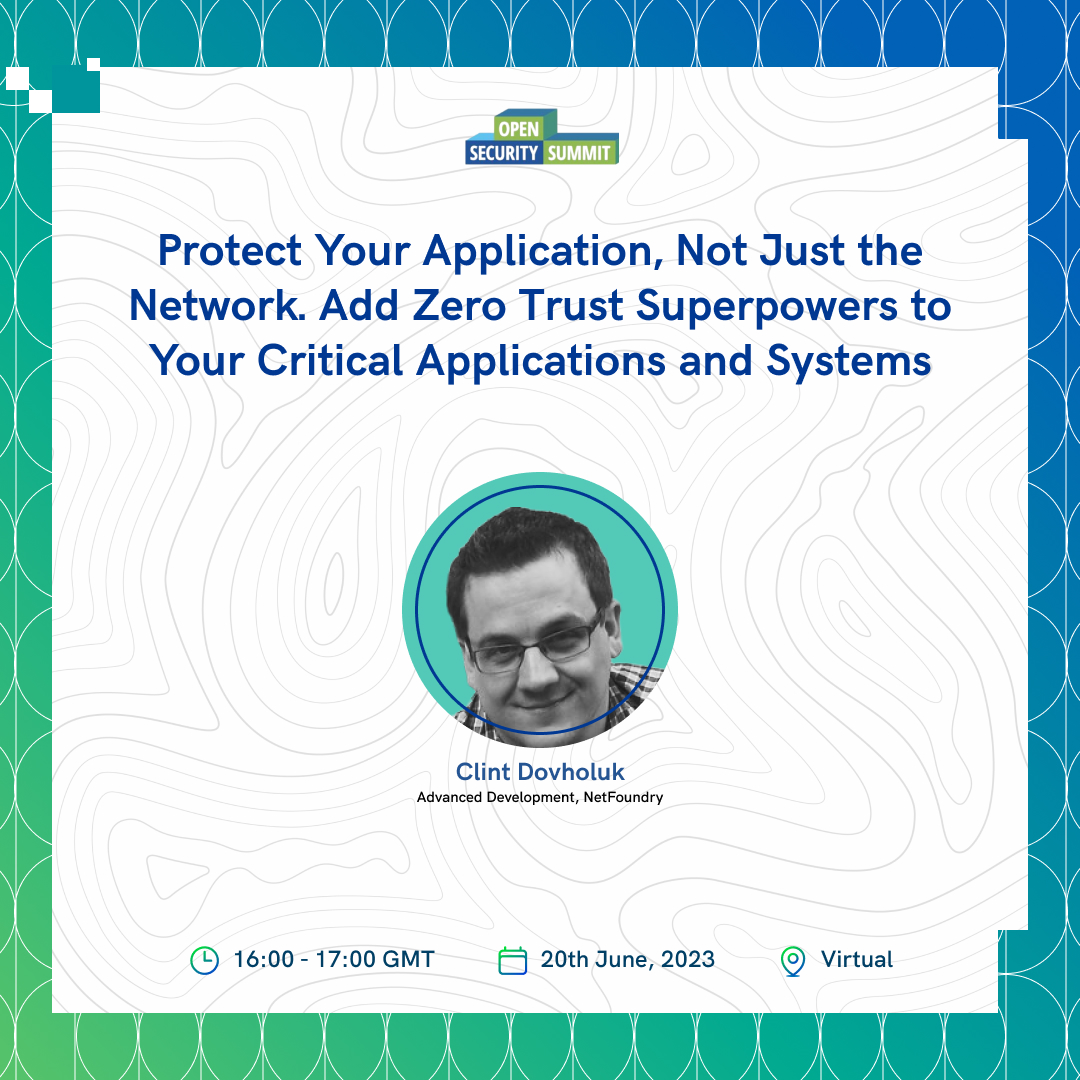 OPEN
SECURITY SUMMIT
Protect Your Application, Not Just the
Network. Add Zero Trust Superpowers to
Your Critical Applications and Systems
Clint Dovholuk
Advanced Development, NetFoundry
16:00 - 17:00 GMT
20th June, 2023
Virtual